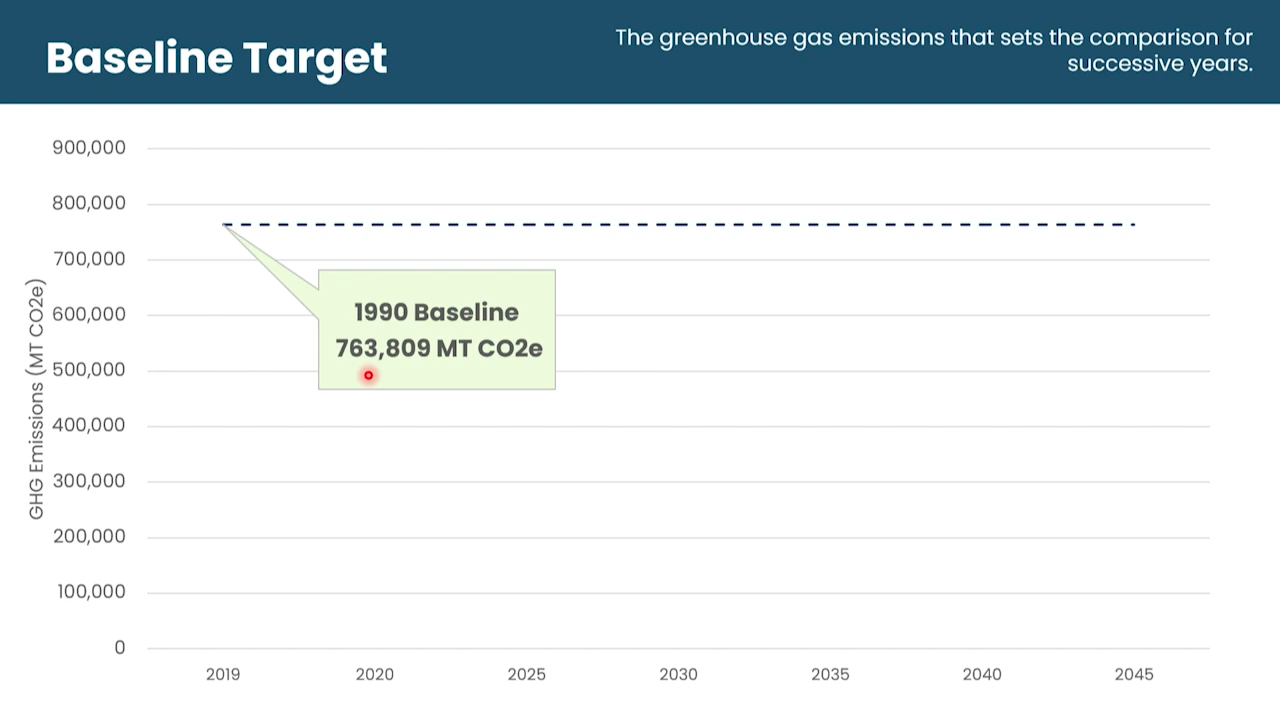 Baseline Target
The greenhouse gas emissions that sets the comparison for
successive years.
900,000
800,000
700,000
600,000
500,000
400,000
300,000
200,000
100,000
0
GHG Emissions (MT CO2e)
1990 Baseline
763,809 MT CO2e
2019 2020 2025 2030 2035 2040 2045